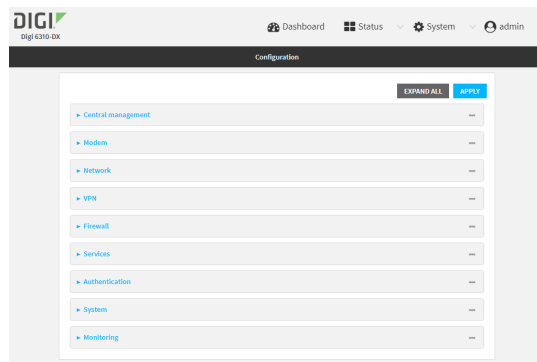 DIGI
Digi 6310-DX
Dashboard
Status
System
admin
Configuration
EXPAND ALL
APPLY
Central management
Modem
Network
VPN
Firewall
Services
Authentication
System
Monitoring